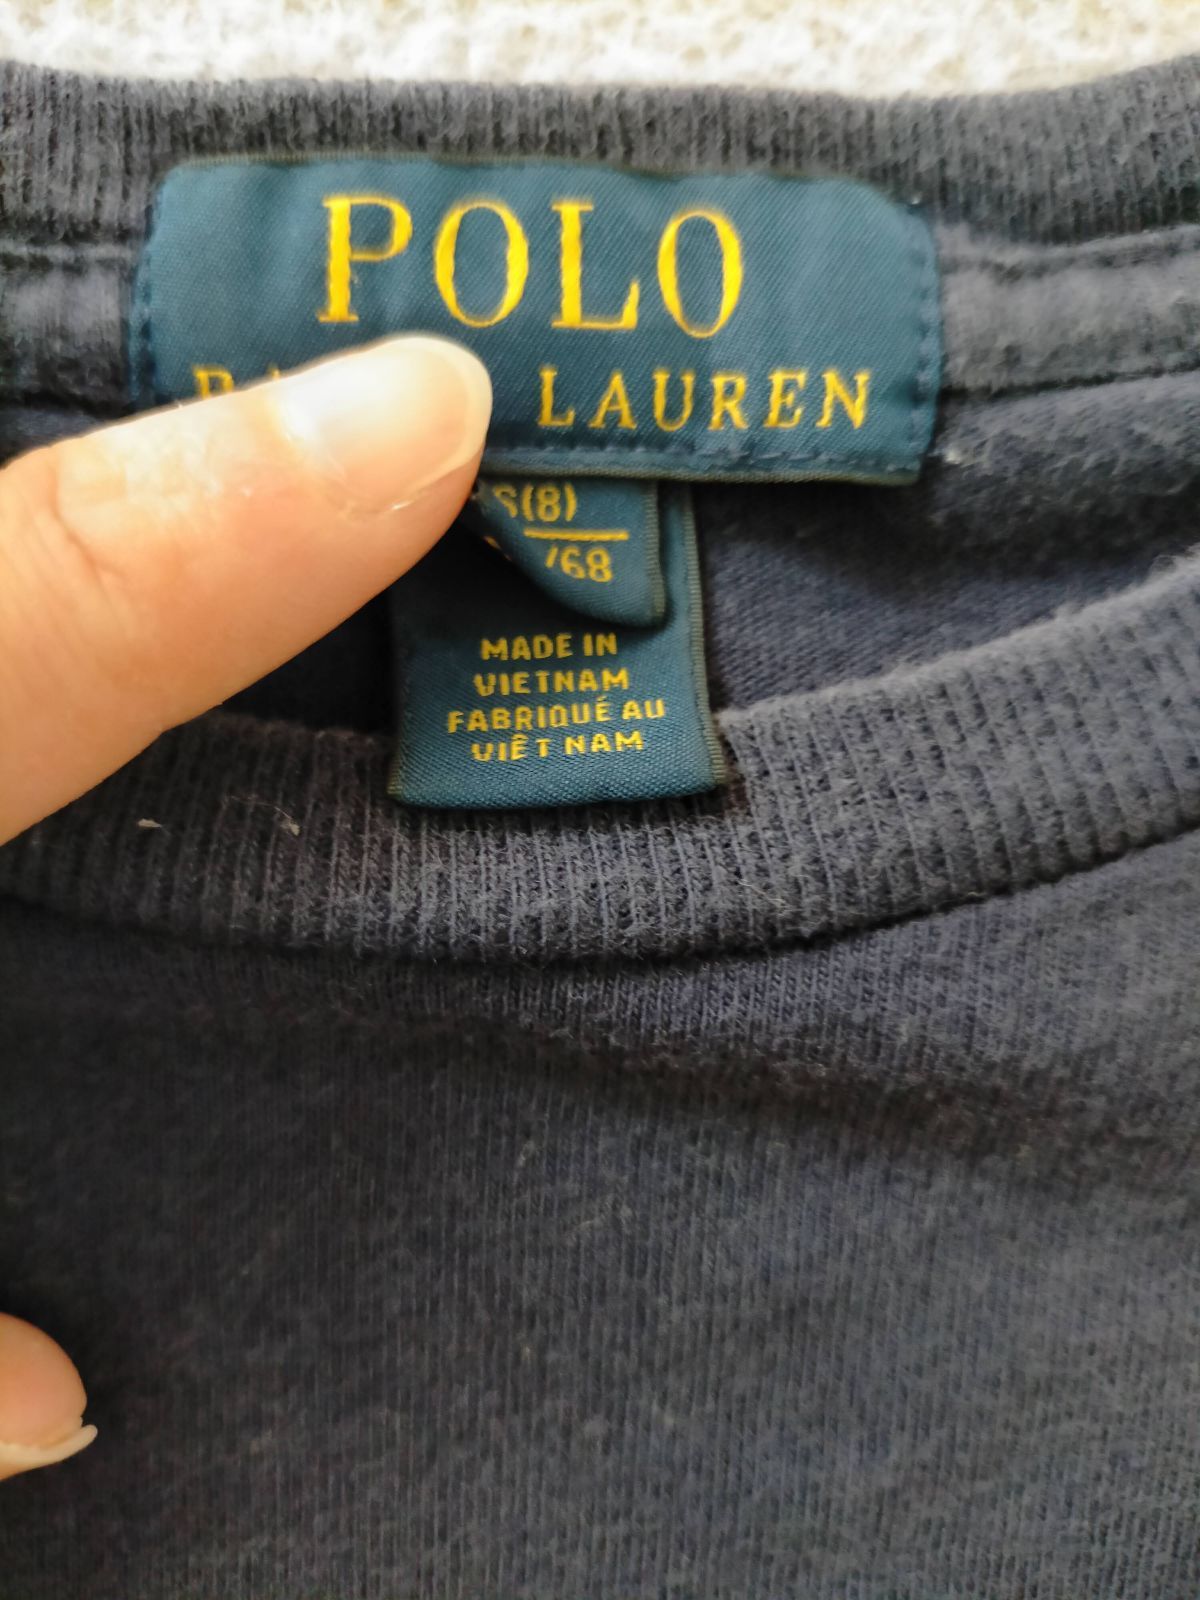 POLO
LAUREN
S(8)
/68
MADE IN
VIETNAM
FABRIQUÉ AU
VIÊT NAM